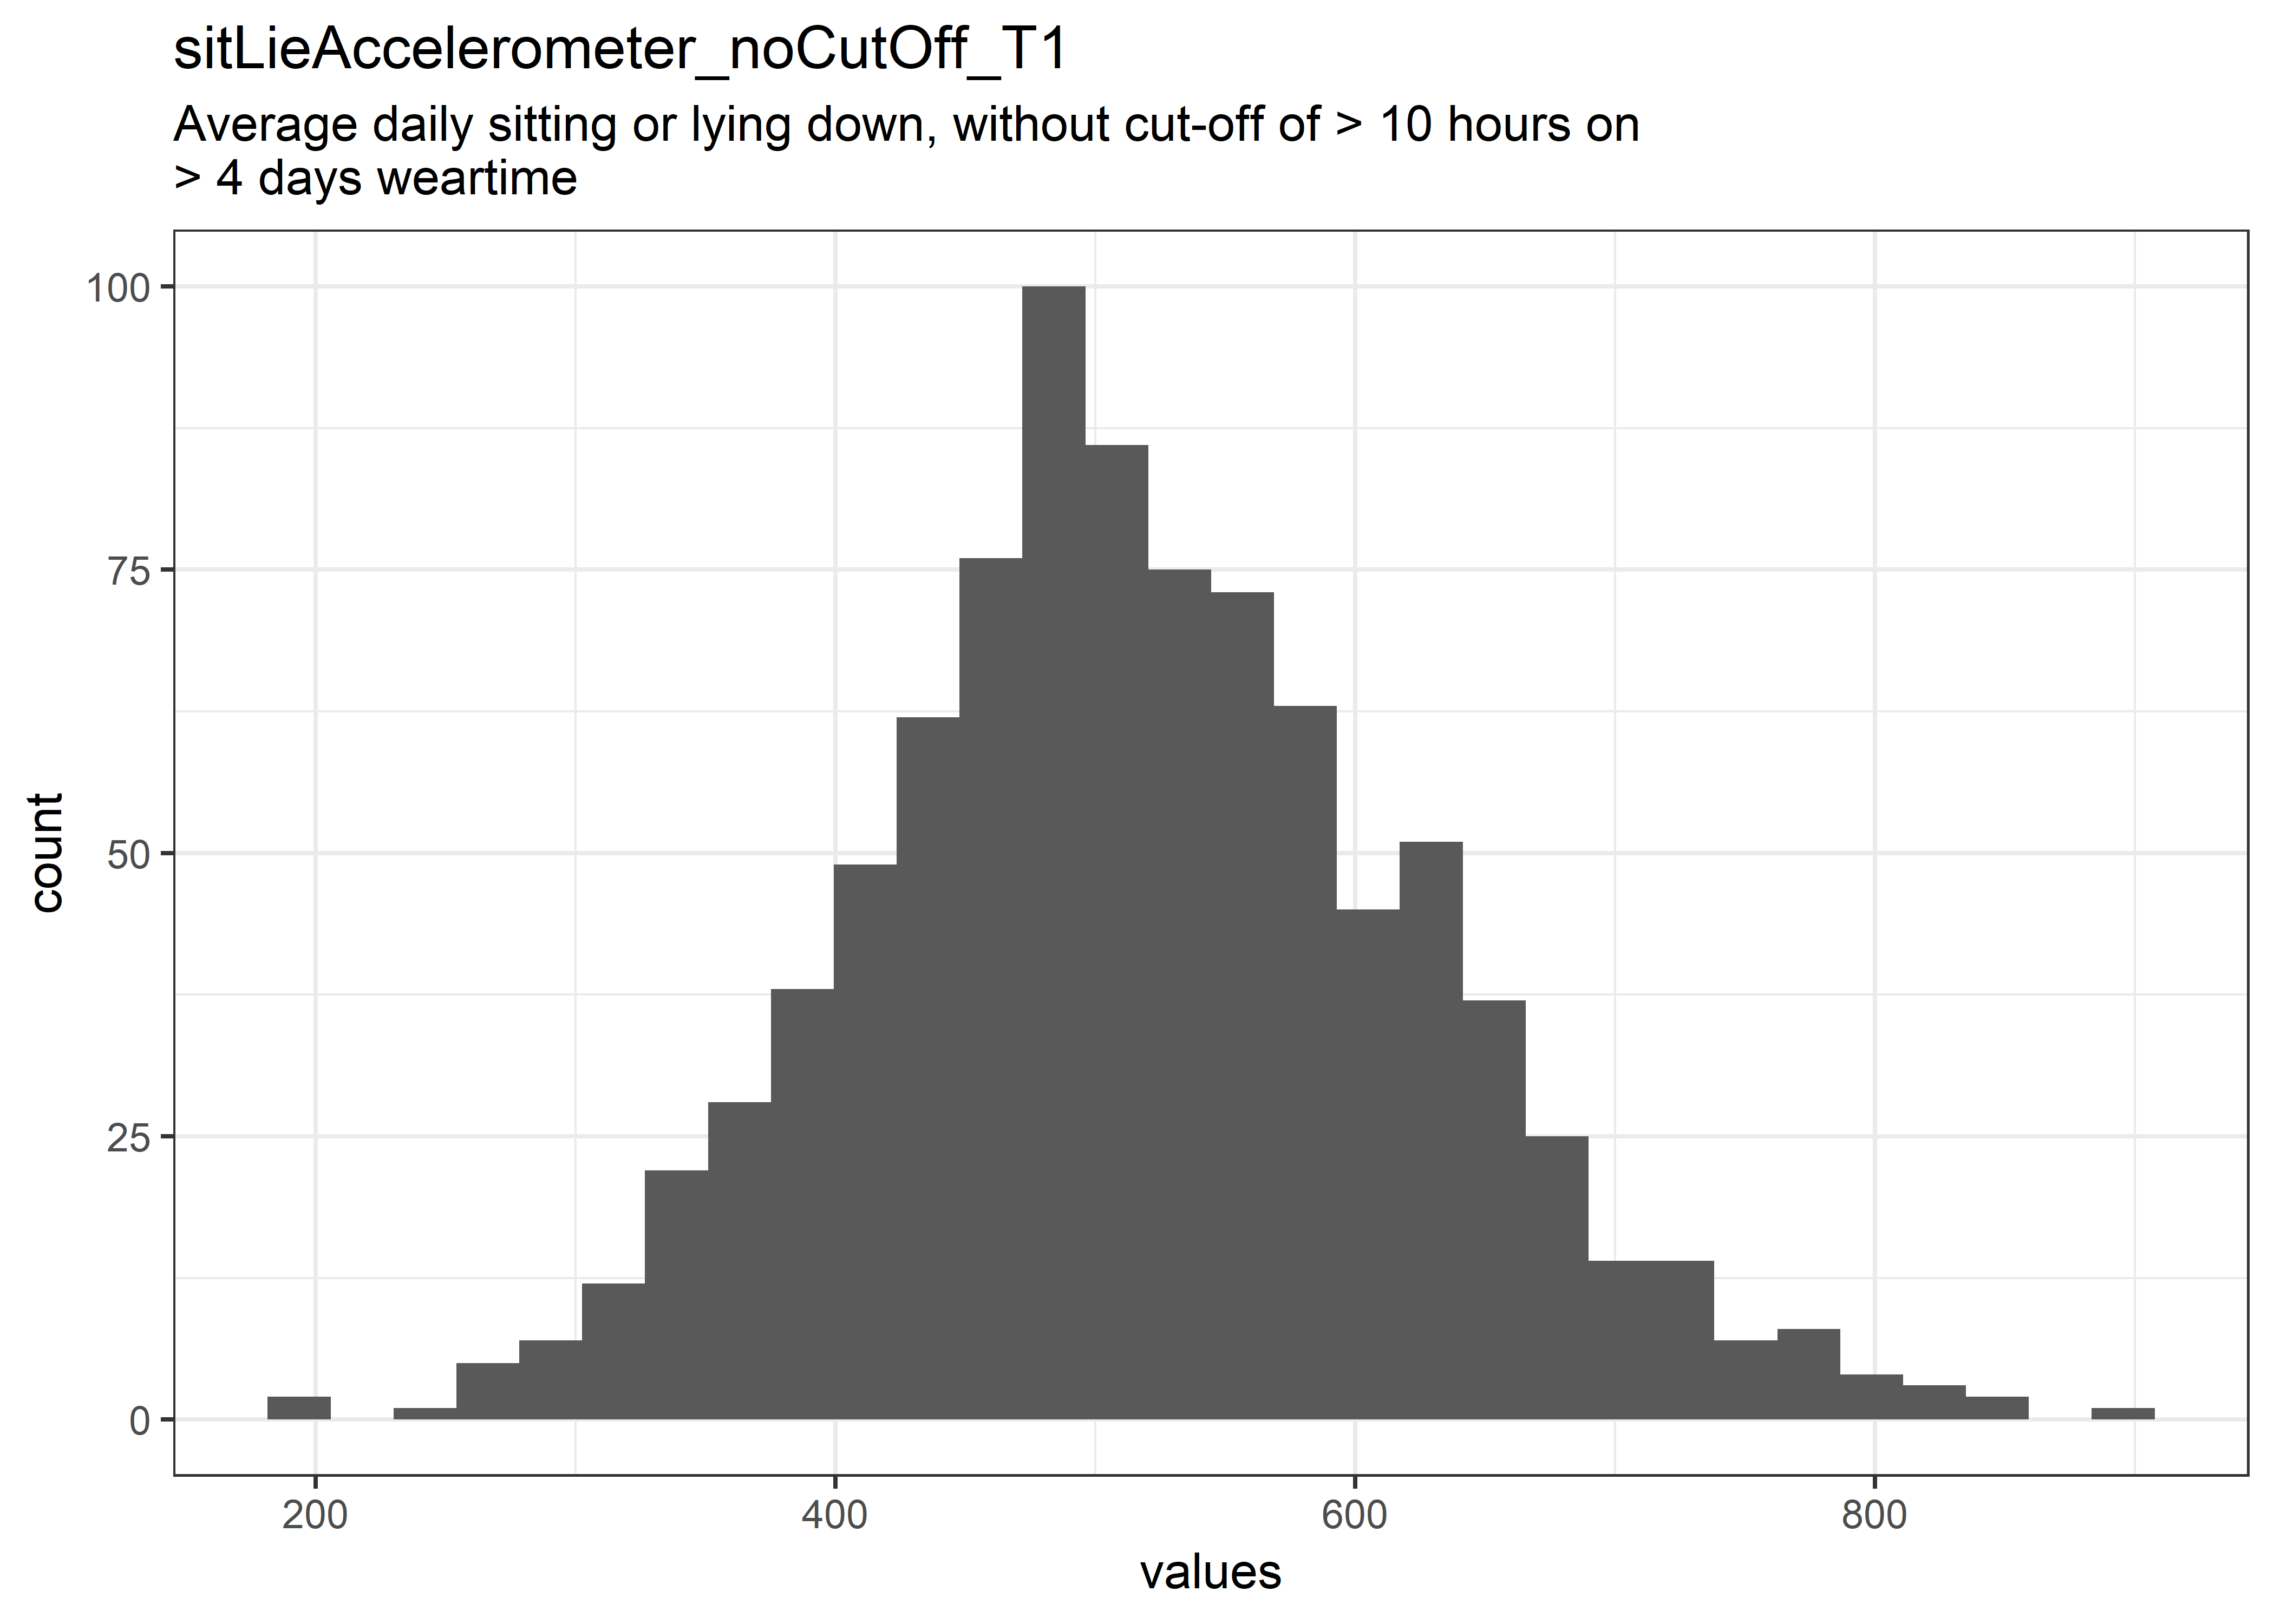 sitLieAccelerometer_noCutOff_T1
Average daily sitting or lying down, without cut-off of > 10 hours on
> 4 days weartime
100
75
50
25
0
count
200 400 600 800
values